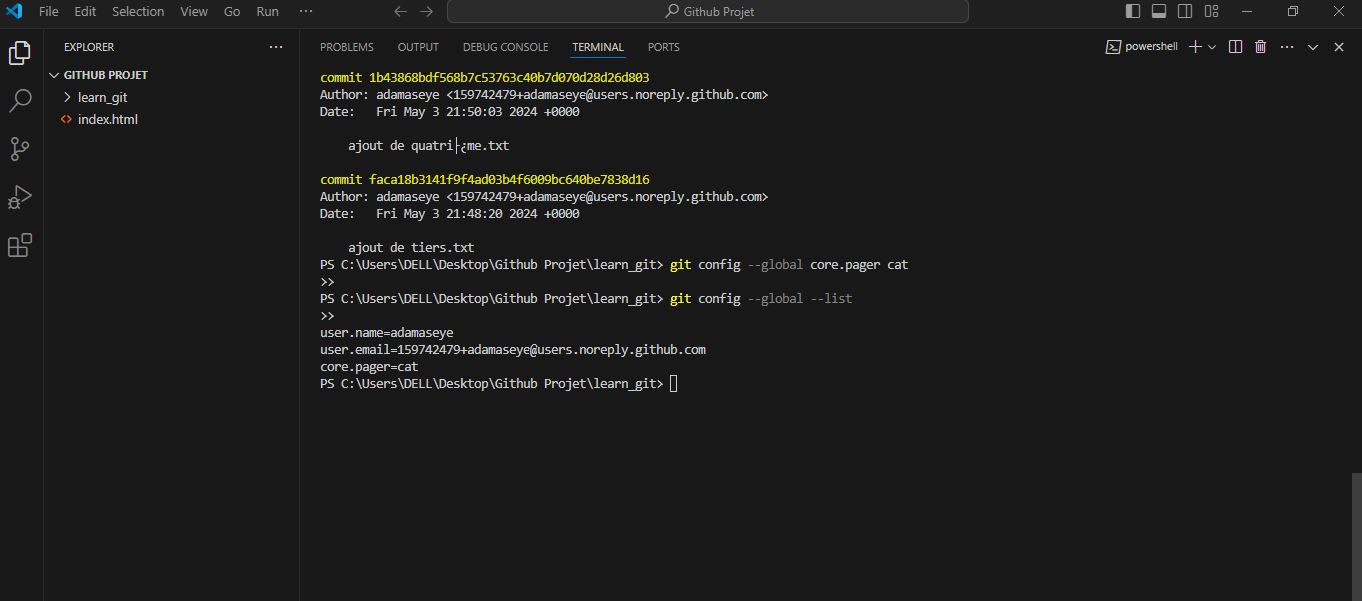 File Edit Selection View Go Run ···
Github Projet
EXPLORER
GITHUB PROJET
learn_git
index.html
PROBLEMS OUTPUT DEBUG CONSOLE TERMINAL PORTS
powershell
commit 1b43868bdf568b7c53763c40b7d070d28d26d803
Author: adamaseye <159742479+adamaseye@users.noreply.github.com>
Date:   Fri May 3 21:50:03 2024 +0000
ajout de quatri├¿me.txt
commit faca18b3141f9f4ad03b4f6009bc640be7838d16
Author: adamaseye <159742479+adamaseye@users.noreply.github.com>
Date:   Fri May 3 21:48:20 2024 +0000
ajout de tiers.txt
PS C:\Users\DELL\Desktop\Github Projet\learn_git> git config --global core.pager cat
>>
PS C:\Users\DELL\Desktop\Github Projet\learn_git> git config --global --list
>>
user.name=adamaseye
user.email=159742479+adamaseye@users.noreply.github.com
core.pager=cat
PS C:\Users\DELL\Desktop\Github Projet\learn_git>